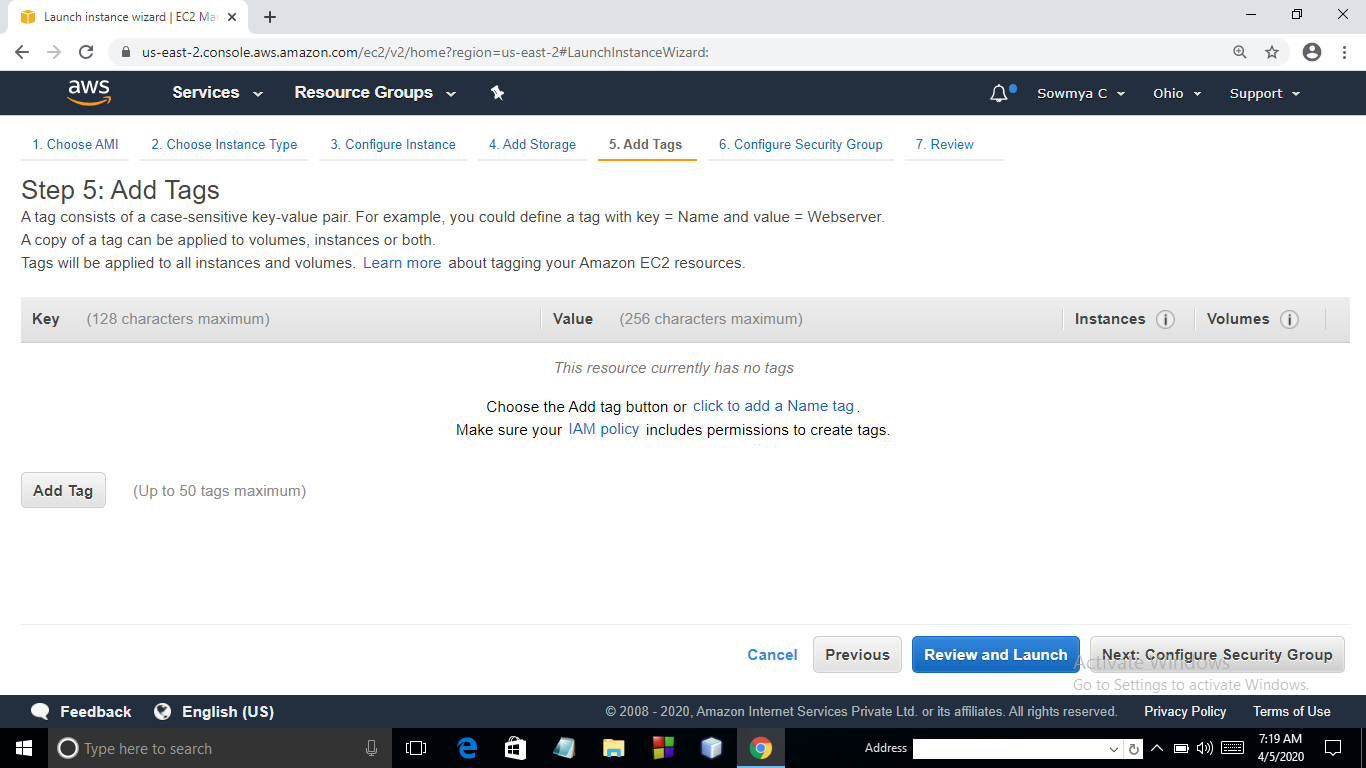 Launch instance wizard | EC2 Ma
us-east-2.console.aws.amazon.com/ec2/v2/home?region=us-east-2#LaunchInstanceWizard:
aws Services Resource Groups Sowmya C Ohio Support
1. Choose AMI 2. Choose Instance Type 3. Configure Instance 4. Add Storage 5. Add Tags 6. Configure Security Group 7. Review
Step 5: Add Tags
A tag consists of a case-sensitive key-value pair. For example, you could define a tag with key = Name and value = Webserver.
A copy of a tag can be applied to volumes, instances or both.
Tags will be applied to all instances and volumes. Learn more about tagging your Amazon EC2 resources.
Key (128 characters maximum) Value (256 characters maximum) Instances i Volumes i
This resource currently has no tags
Choose the Add tag button or click to add a Name tag.
Make sure your IAM policy includes permissions to create tags.
Add Tag (Up to 50 tags maximum)
Cancel Previous Review and Launch Next: Configure Security Group
Activate Windows
Go to Settings to activate Windows.
Feedback English (US) © 2008 - 2020, Amazon Internet Services Private Ltd. or its affiliates. All rights reserved. Privacy Policy Terms of Use
Type here to search Address 7:19 AM
4/5/2020